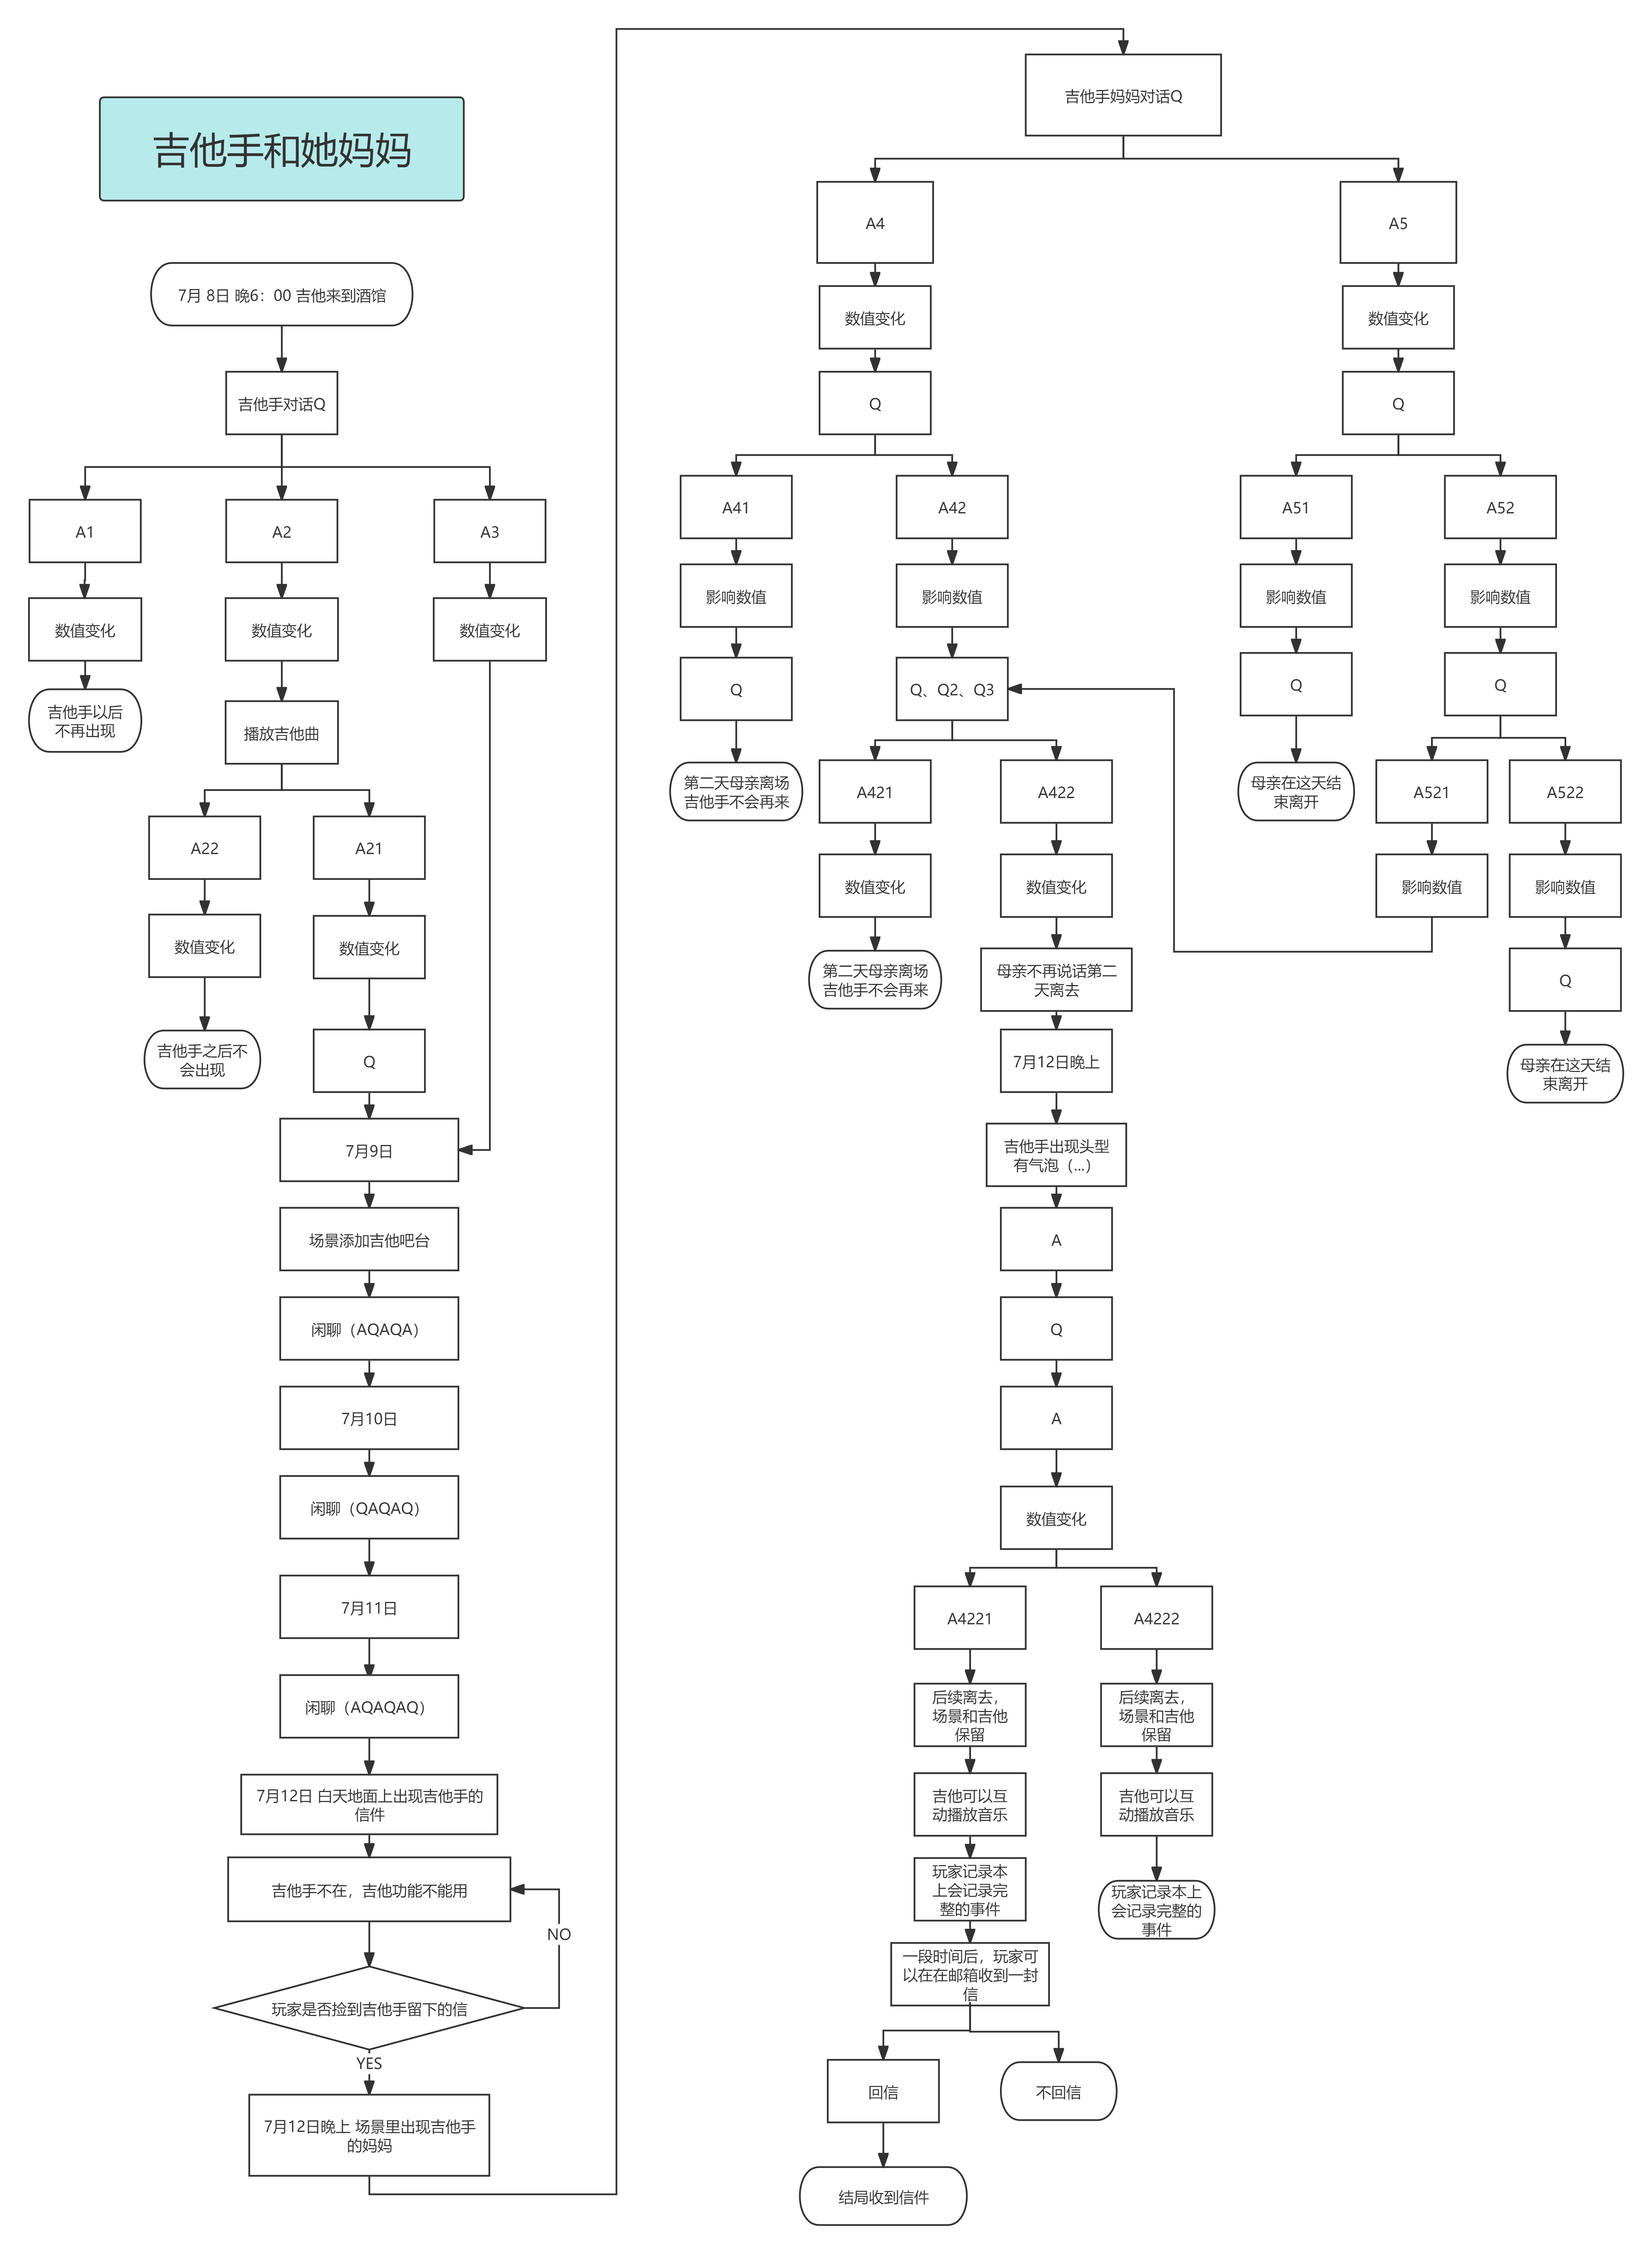 吉他手和她妈妈
7月 8日 晚6：00 吉他来到酒馆
吉他手对话Q
A1
A2
A3
数值变化
数值变化
数值变化
吉他手以后
不再出现
播放吉他曲
A22
A21
数值变化
数值变化
吉他手之后不
会出现
Q
7月9日
场景添加吉他吧台
闲聊（AQAQA）
7月10日
闲聊（QAQAQ）
7月11日
闲聊（AQAQAQ）
7月12日 白天地面上出现吉他手的
信件
吉他手不在，吉他功能不能用
NO
玩家是否捡到吉他手留下的信
YES
7月12日晚上 场景里出现吉他手
的妈妈
吉他手妈妈对话Q
A4
A5
数值变化
数值变化
Q
Q
A41
A42
A51
A52
影响数值
影响数值
影响数值
影响数值
Q
Q、Q2、Q3
Q
Q
第二天母亲离场
吉他手不会再来
A421
A422
母亲在这天结
束离开
A521
A522
数值变化
数值变化
影响数值
影响数值
第二天母亲离场
吉他手不会再来
母亲不再说话第二
天离去
Q
7月12日晚上
母亲在这天结
束离开
吉他手出现头型
有气泡（...）
A
Q
A
数值变化
A4221
A4222
后续离去，
场景和吉他
保留
后续离去，
场景和吉他
保留
吉他可以互
动播放音乐
吉他可以互
动播放音乐
玩家记录本
上会记录完
整的事件
玩家记录本上
会记录完整的
事件
一段时间后，玩家可
以在在邮箱收到一封
信
回信
不回信
结局收到信件